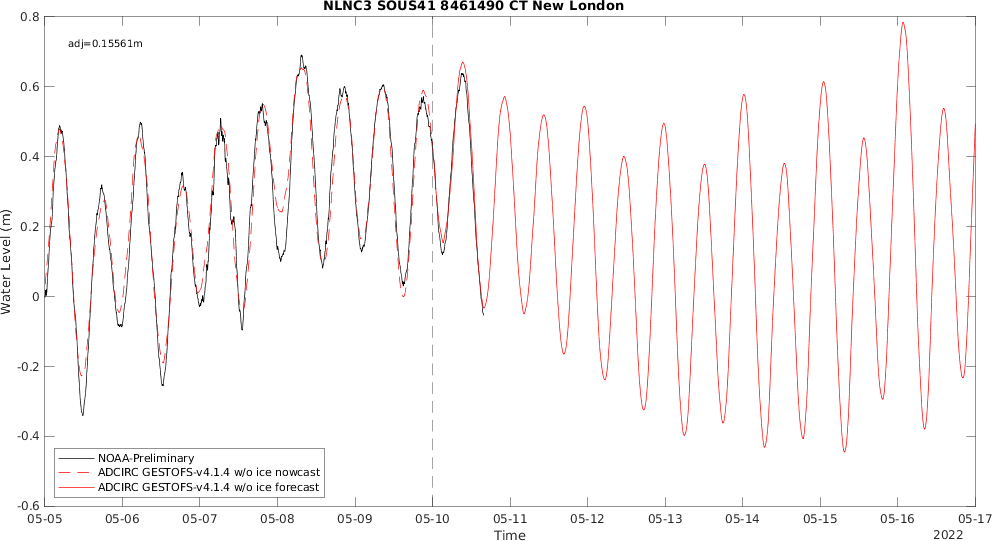 NLNC3 SOUS41 8461490 CT New London
adj=0.15561m
0.8
0.6
0.4
0.2
0
-0.2
-0.4
-0.6
Water Level (m)
NOAA-Preliminary
ADCIRC GESTOFS-v4.1.4 w/o ice nowcast
ADCIRC GESTOFS-v4.1.4 w/o ice forecast
05-05 05-06 05-07 05-08 05-09 05-10 05-11 05-12 05-13 05-14 05-15 05-16 05-17
Time
2022